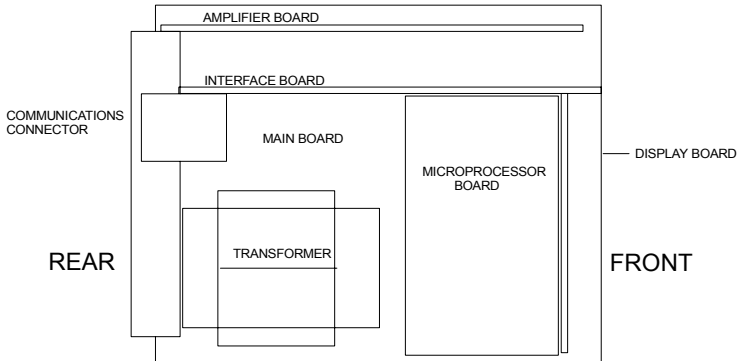 AMPLIFIER BOARD
INTERFACE BOARD
COMMUNICATIONS
CONNECTOR
MAIN BOARD
DISPLAY BOARD
MICROPROCESSOR
BOARD
TRANSFORMER
REAR
FRONT